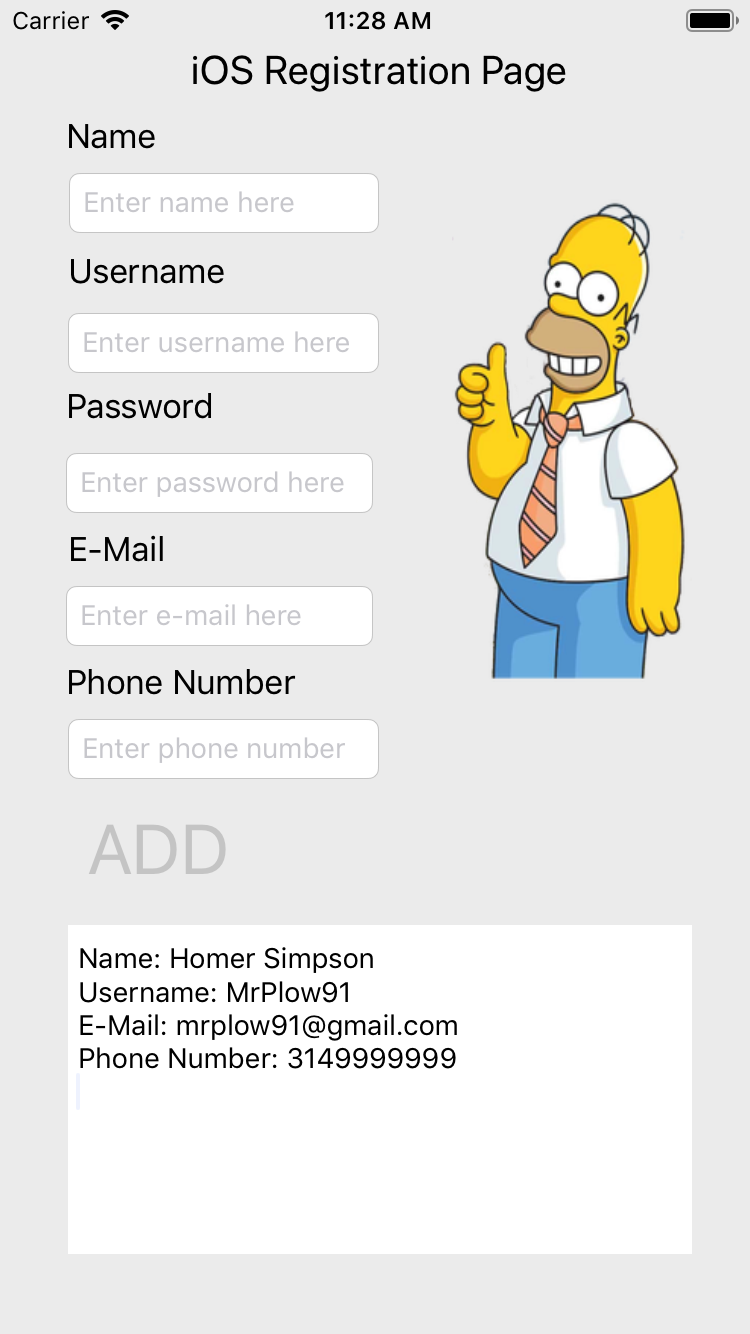 Carrier 11:28 AM
iOS Registration Page
Name
Enter name here
Username
Enter username here
Password
Enter password here
E-Mail
Enter e-mail here
Phone Number
Enter phone number
ADD
Name: Homer Simpson
Username: MrPlow91
E-Mail: mrplow91@gmail.com
Phone Number: 3149999999